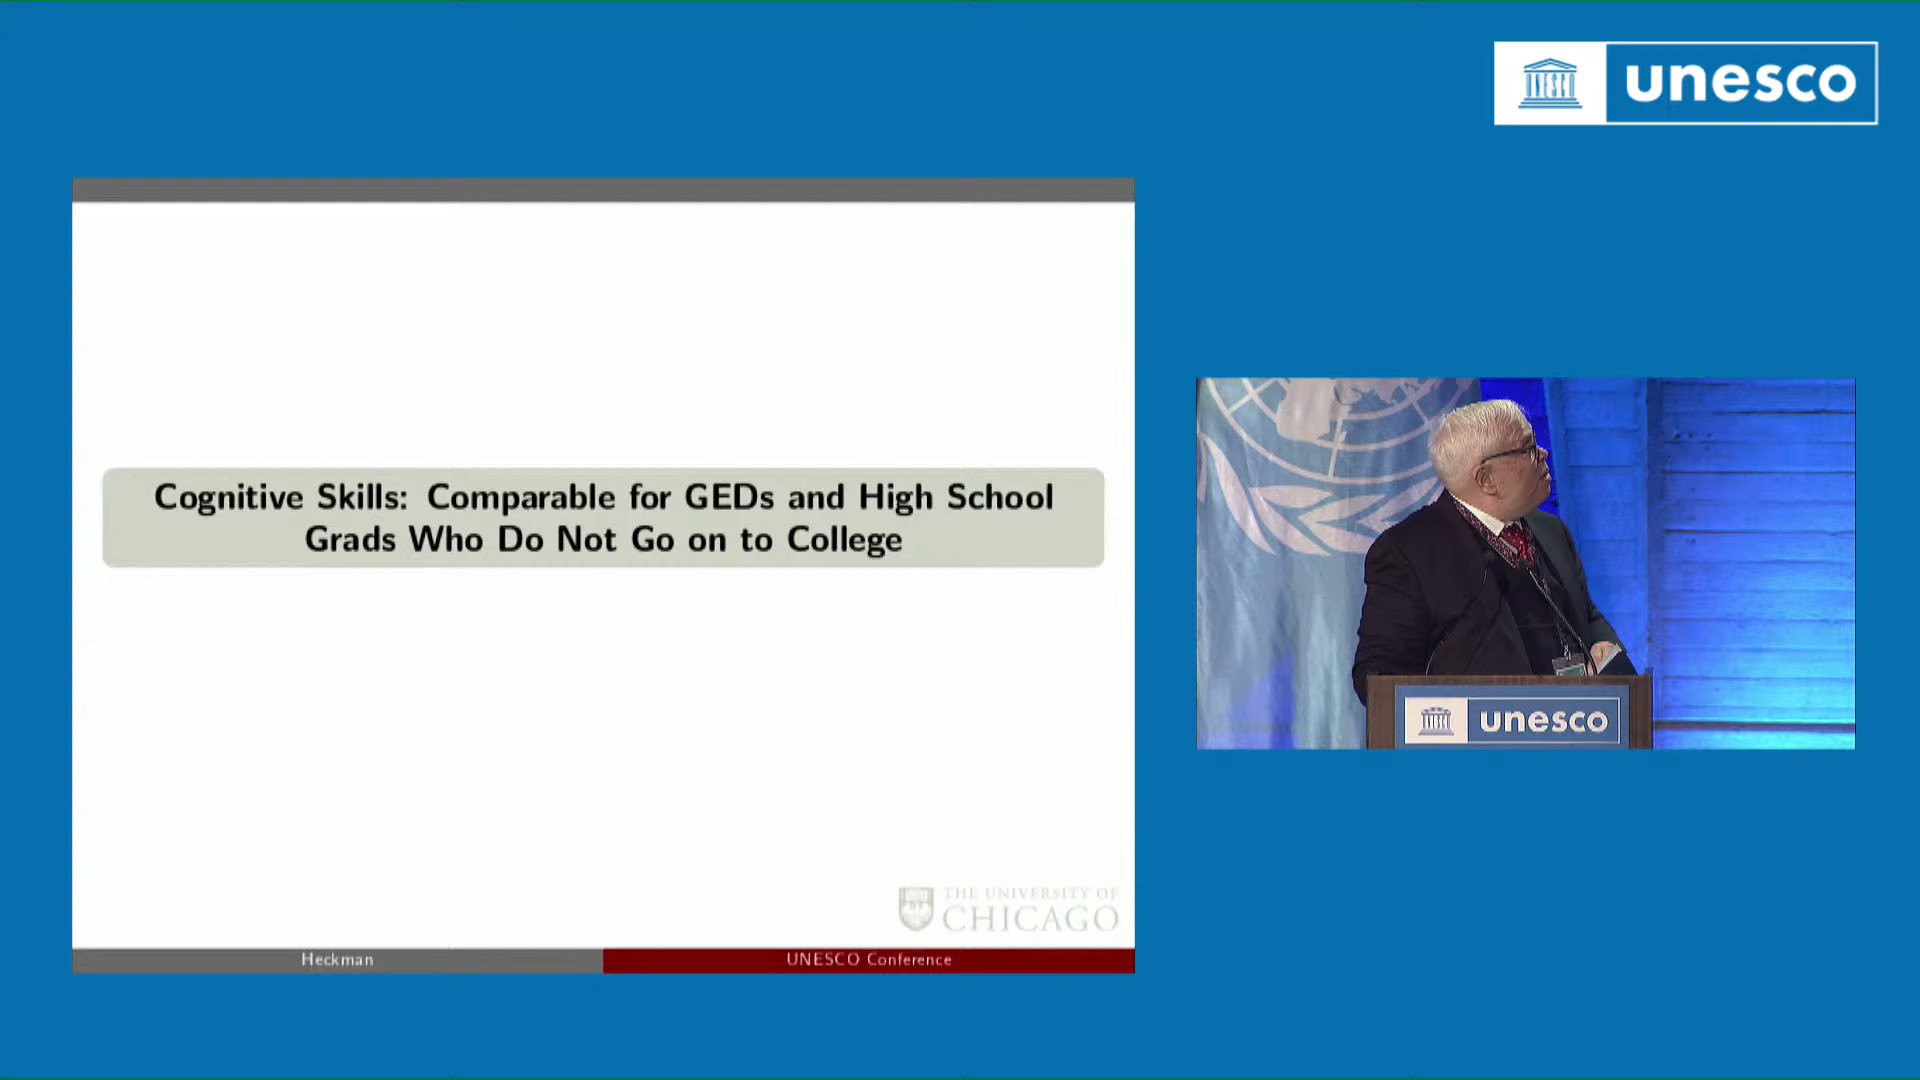 unesco
Cognitive Skills: Comparable for GEDs and High School
Grads Who Do Not Go on to College
THE UNIVERSITY OF
CHICAGO
Heckman
UNESCO Conference
unesco